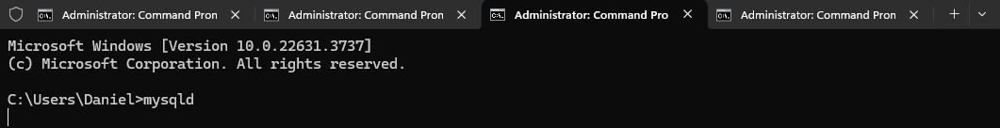 Administrator: Command Pron
Administrator: Command Pron
Administrator: Command Pro
Administrator: Command Pron
Microsoft Windows [Version 10.0.22631.3737]
(c) Microsoft Corporation. All rights reserved.
C:\Users\Daniel>mysqld